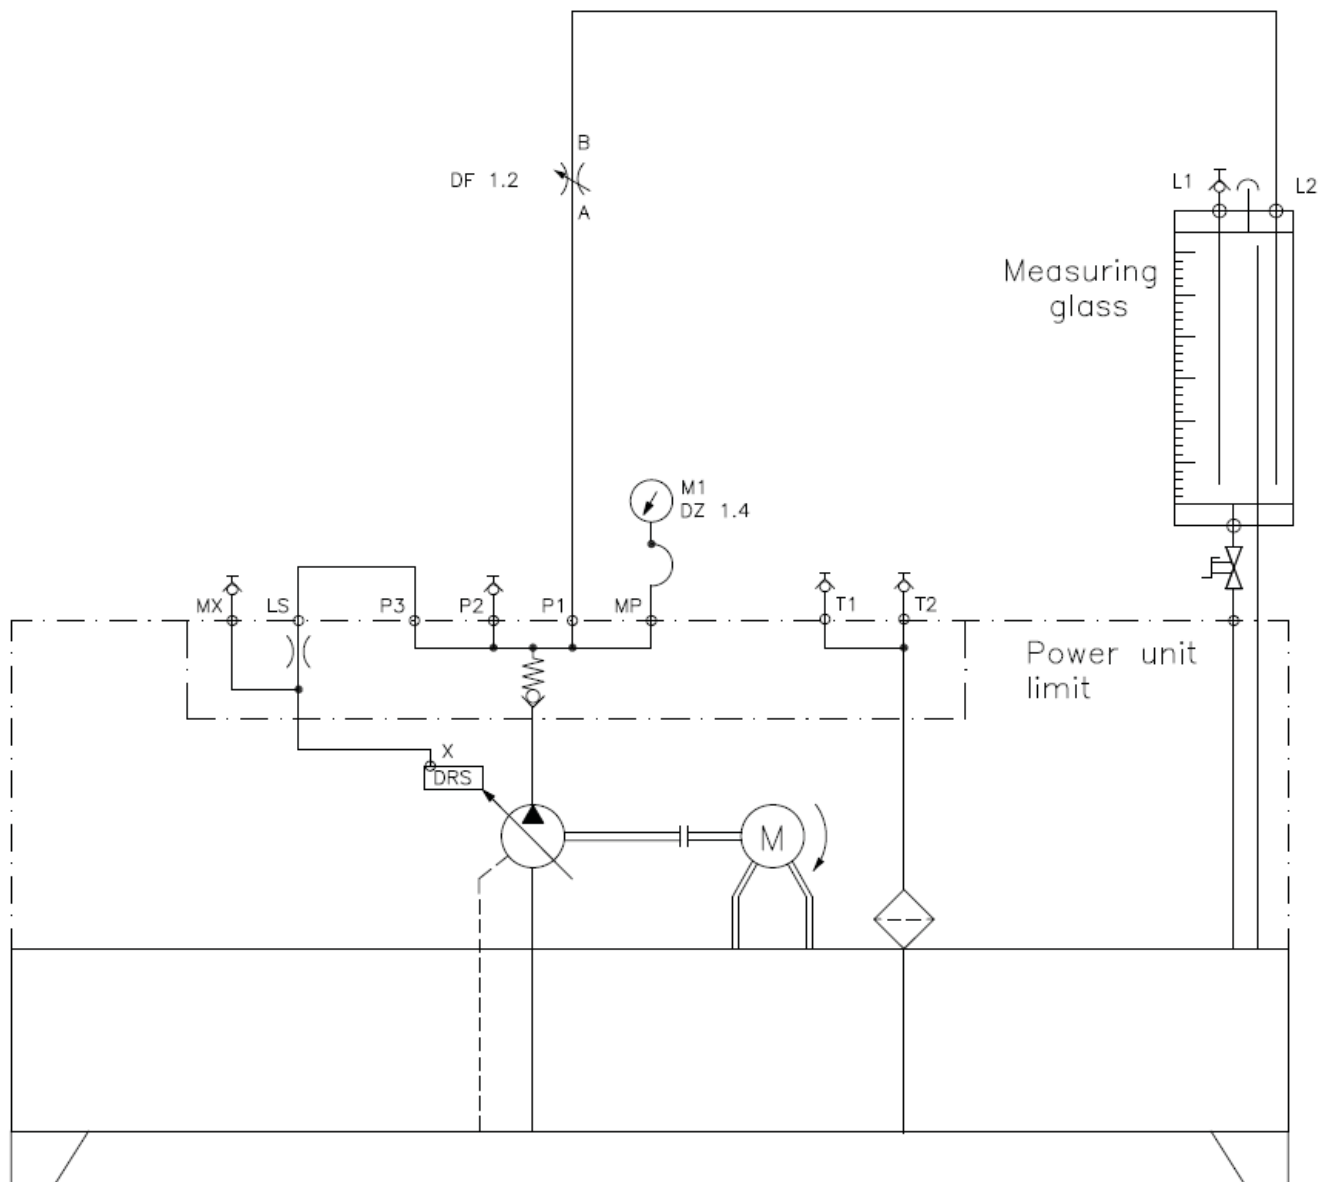 B
DF 1.2
A
L1
L2
Measuring
glass
M1
DZ 1.4
MX
LS
P3
P2
P1
MP
T1
T2
Power unit
limit
X
DRS
M